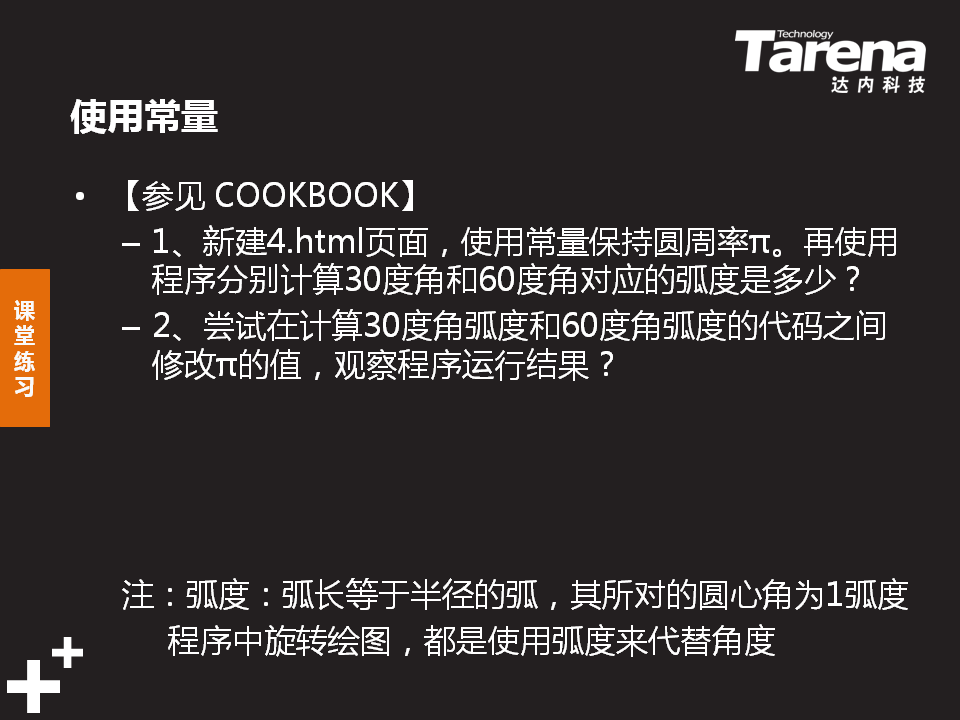 Technology
Tarena
达内科技
使用常量
• 【参见 COOKBOOK】
– 1、新建4.html页面，使用常量保持圆周率π。再使用
程序分别计算30度角和60度角对应的弧度是多少？
– 2、尝试在计算30度角弧度和60度角弧度的代码之间
修改π的值，观察程序运行结果？
课
堂
练
习
注：弧度：弧长等于半径的弧，其所对的圆心角为1弧度
程序中旋转绘图，都是使用弧度来代替角度